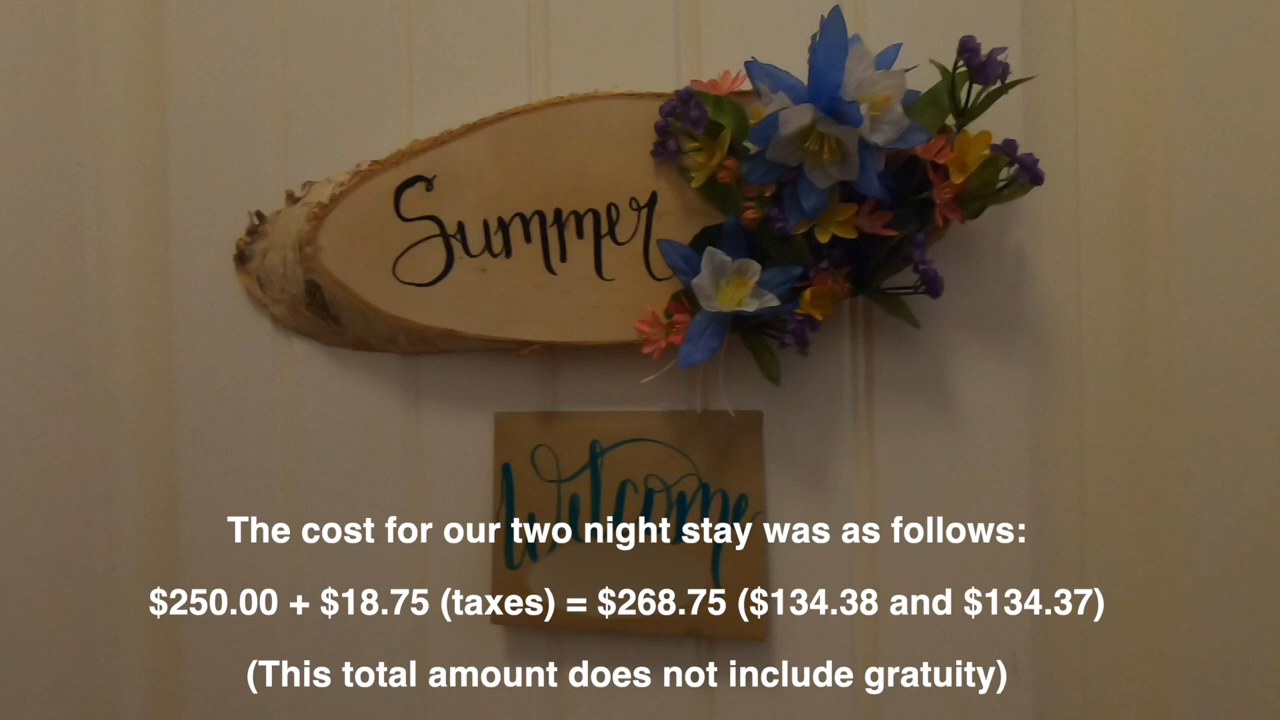 Summer
Welcome
The cost for our two night stay was as follows:
$250.00 + $18.75 (taxes) = $268.75 ($134.38 and $134.37)
(This total amount does not include gratuity)